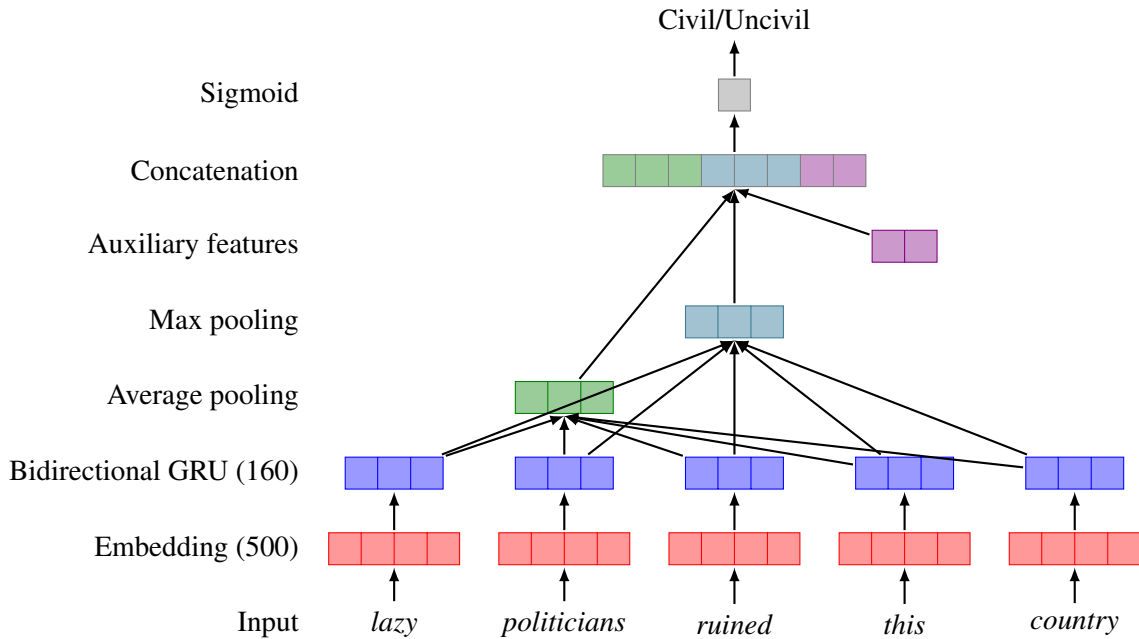 Civil/Uncivil
Sigmoid
Concatenation
Auxiliary features
Max pooling
Average pooling
Bidirectional GRU (160)
Embedding (500)
Input lazy politicians ruined this country